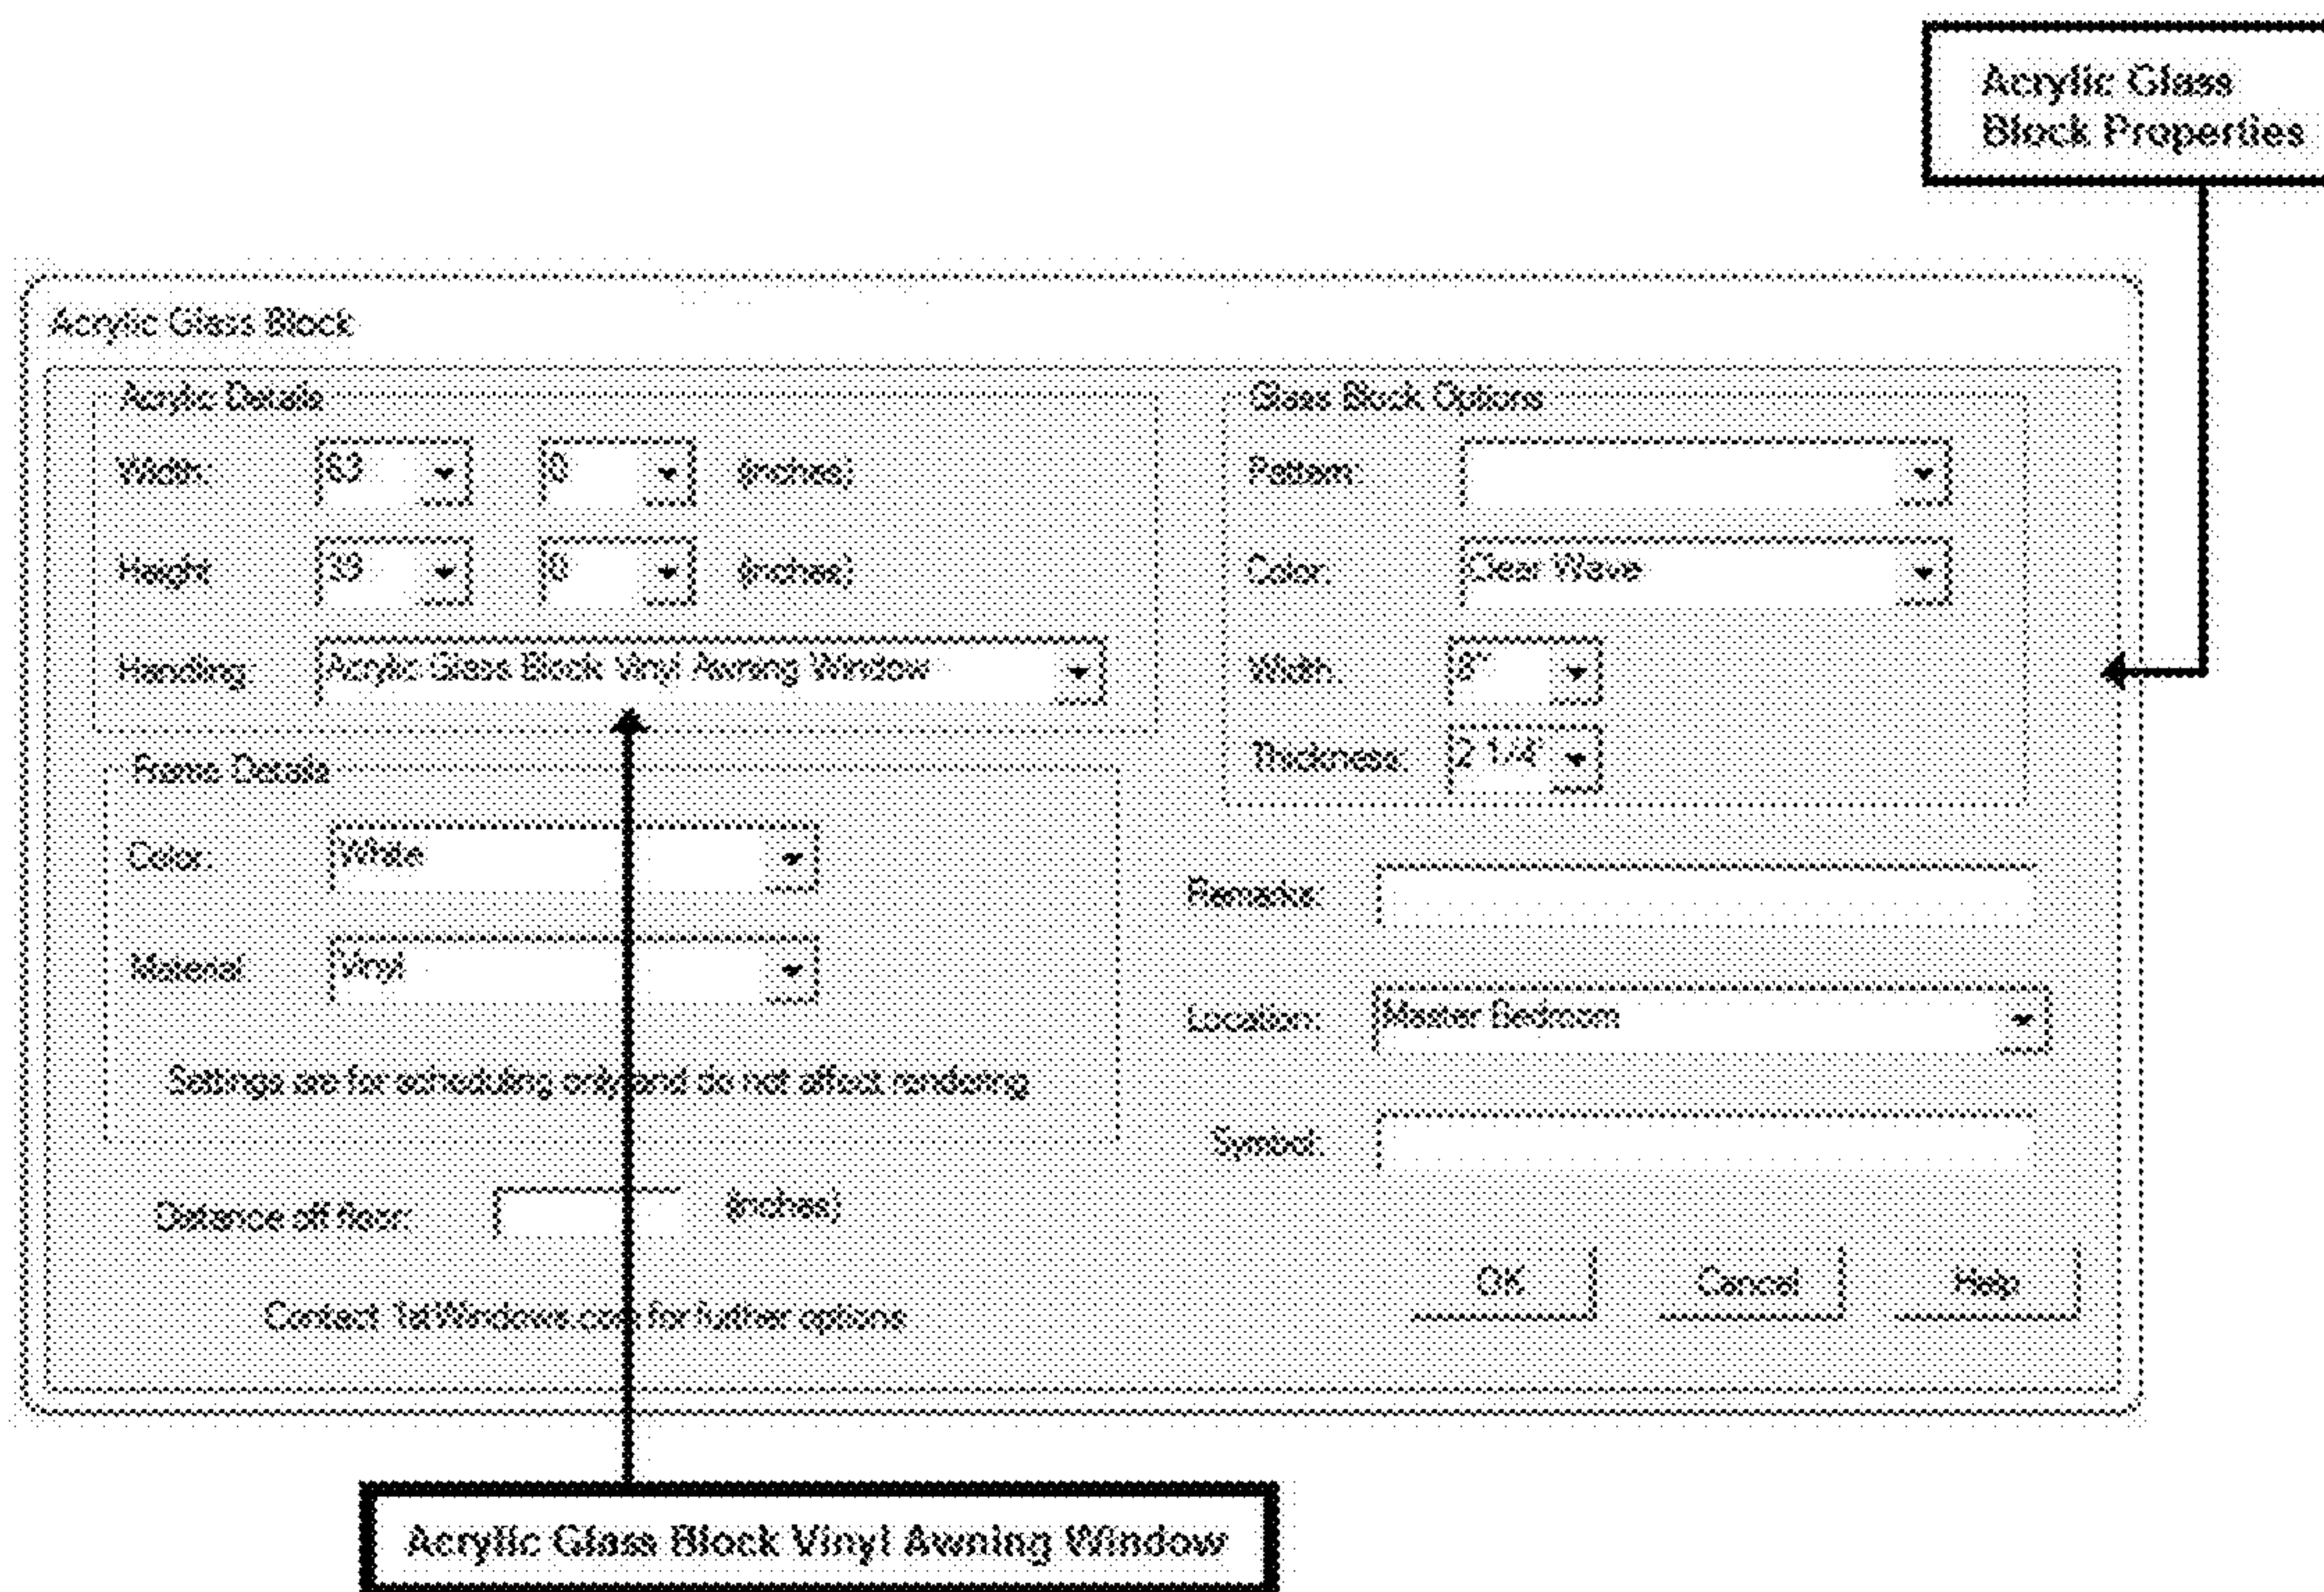 Acrylic Glass
Block Properties
Acrylic Glass Block
Acrylic Details
Width: 63 0 (inches)
Height 39 0 (inches)
Handling: Acrylic Glass Block Vinyl Awning Window
Frame Details
Color: White
Material Vinyl
Settings are for scheduling only and do not affect rendering
Distance off floor: (inches)
Contact 1stWindows.com for futher options
Glass Block Options
Pattern:
Color: Clear Wave
Width: 8"
Thickness: 2 1/4"
Remarks:
Location: Master Bedroom
Symbol:
OK Cancel Help
Acrylic Glass Block Vinyl Awning Window